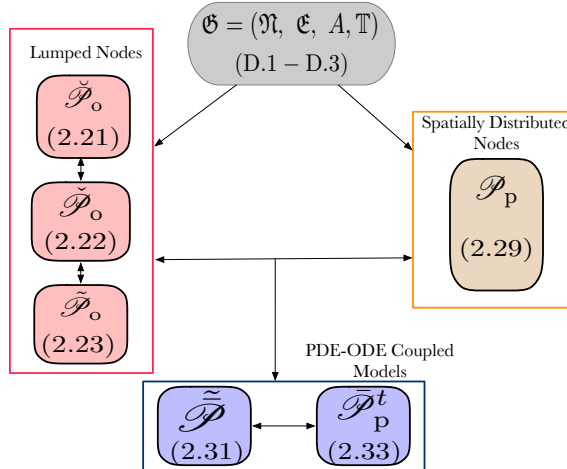 𝕲 = (𝕹, 𝕰, A, 𝕋)
(D.1 − D.3)
Lumped Nodes
𝒫̆ₒ
(2.21)
𝒫̌ₒ
(2.22)
𝒫̃ₒ
(2.23)
Spatially Distributed
Nodes
𝒫ₚ
(2.29)
PDE-ODE Coupled
Models
𝒫̿̃
(2.31)
𝒫̄ₚᵗ
(2.33)